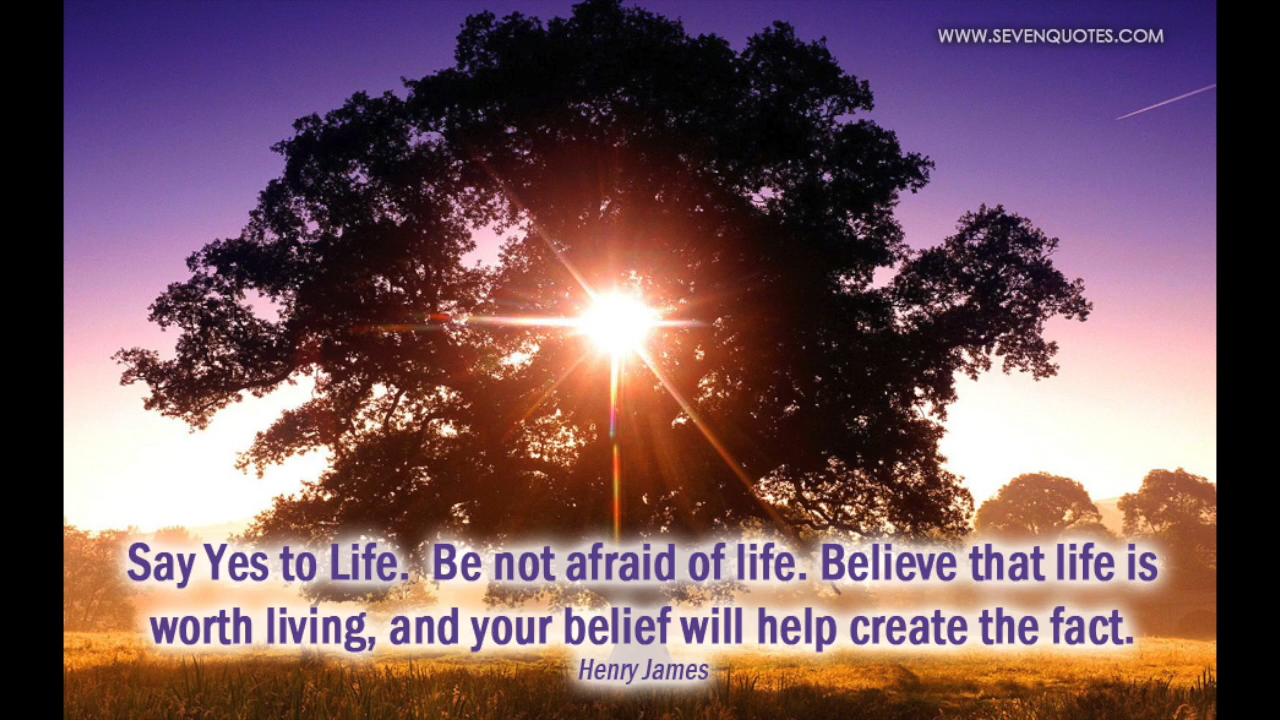 WWW.SEVENQUOTES.COM
Say Yes to Life.  Be not afraid of life. Believe that life is
worth living, and your belief will help create the fact.
Henry James